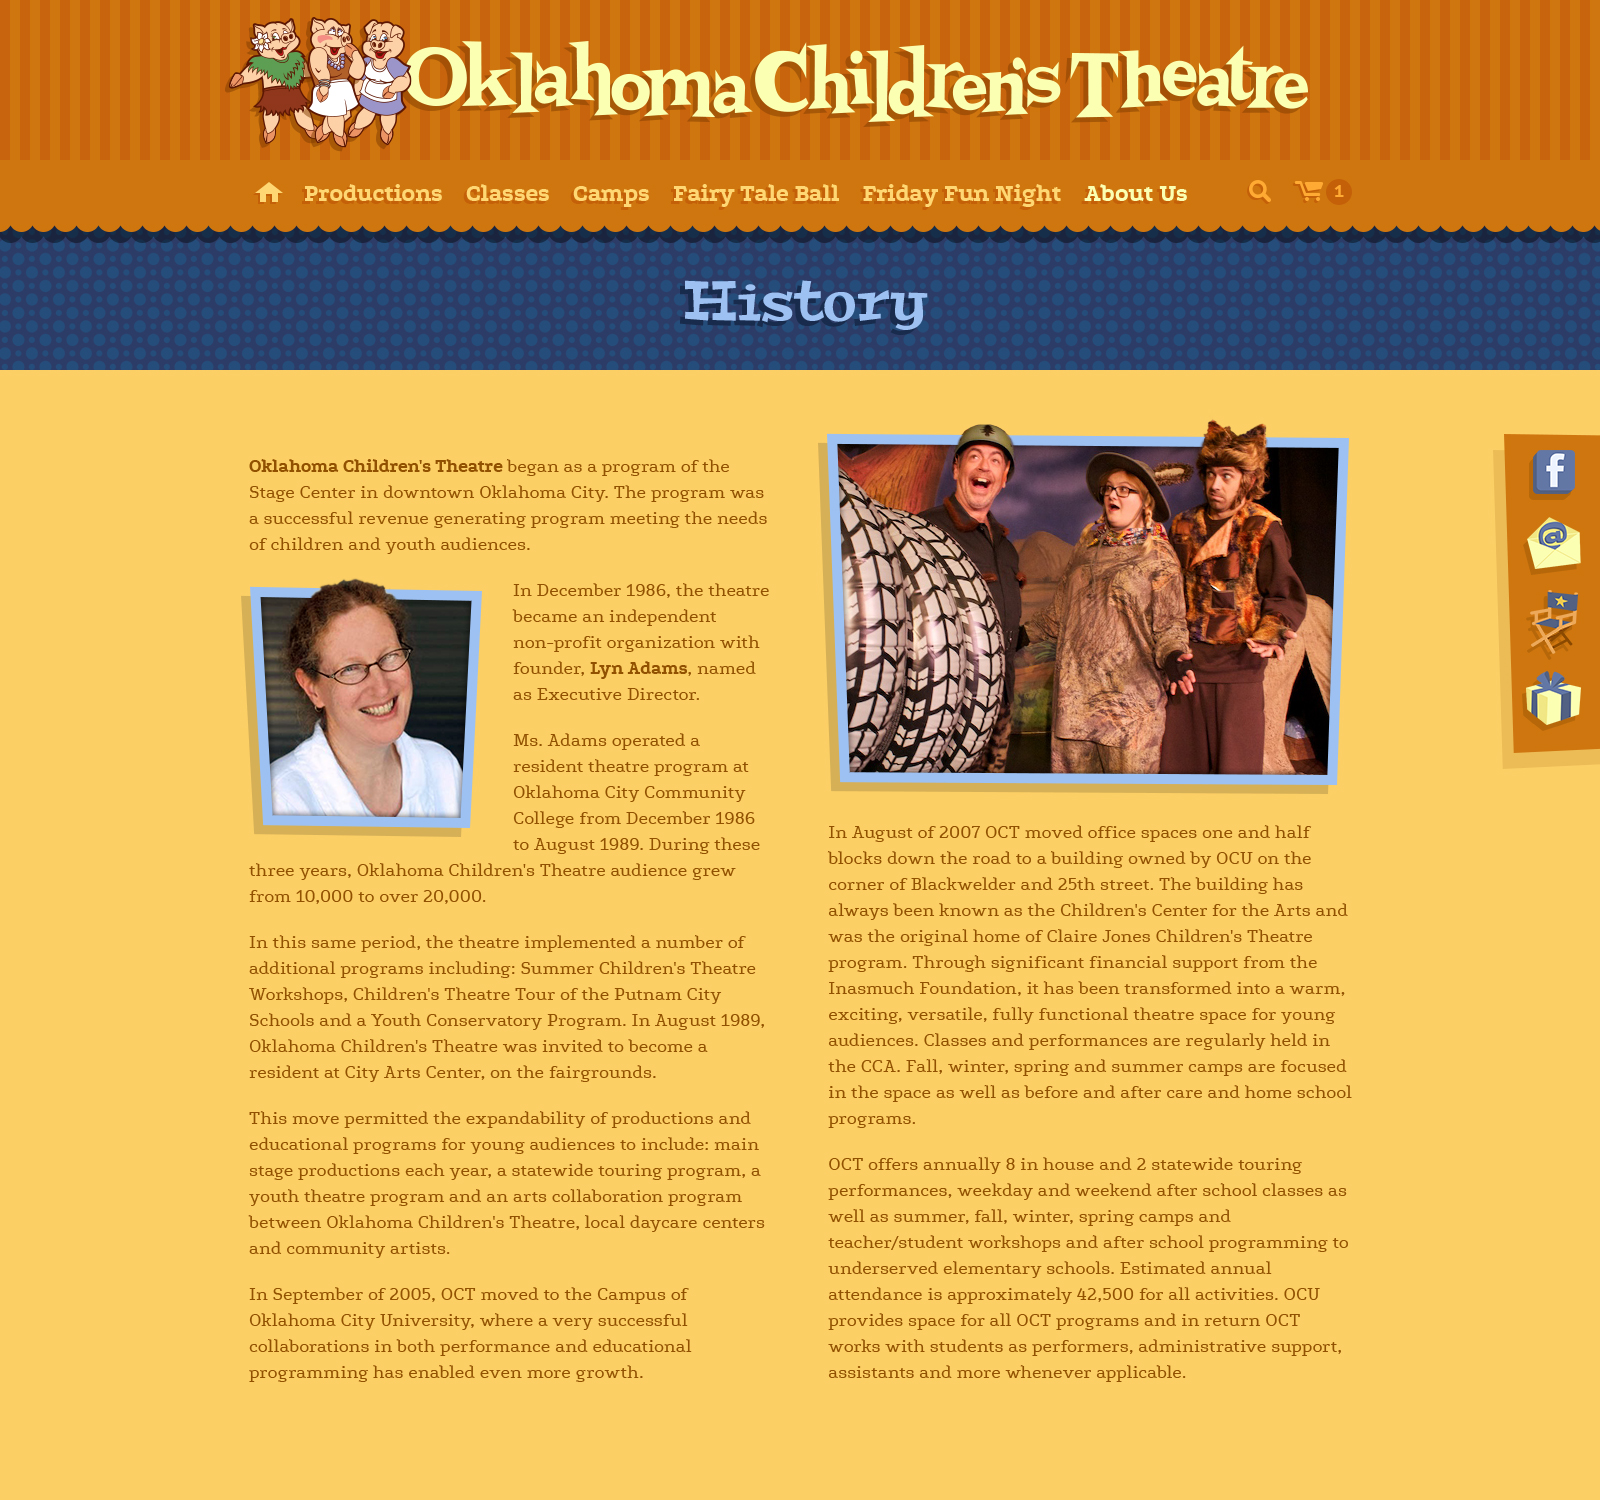 Oklahoma Children's Theatre
Productions Classes Camps Fairy Tale Ball Friday Fun Night About Us 1
History
Oklahoma Children's Theatre began as a program of the
Stage Center in downtown Oklahoma City. The program was
a successful revenue generating program meeting the needs
of children and youth audiences.
In December 1986, the theatre
became an independent
non-profit organization with
founder, Lyn Adams, named
as Executive Director.
Ms. Adams operated a
resident theatre program at
Oklahoma City Community
College from December 1986
to August 1989. During these
three years, Oklahoma Children's Theatre audience grew
from 10,000 to over 20,000.
In this same period, the theatre implemented a number of
additional programs including: Summer Children's Theatre
Workshops, Children's Theatre Tour of the Putnam City
Schools and a Youth Conservatory Program. In August 1989,
Oklahoma Children's Theatre was invited to become a
resident at City Arts Center, on the fairgrounds.
This move permitted the expandability of productions and
educational programs for young audiences to include: main
stage productions each year, a statewide touring program, a
youth theatre program and an arts collaboration program
between Oklahoma Children's Theatre, local daycare centers
and community artists.
In September of 2005, OCT moved to the Campus of
Oklahoma City University, where a very successful
collaborations in both performance and educational
programming has enabled even more growth.
In August of 2007 OCT moved office spaces one and half
blocks down the road to a building owned by OCU on the
corner of Blackwelder and 25th street. The building has
always been known as the Children's Center for the Arts and
was the original home of Claire Jones Children's Theatre
program. Through significant financial support from the
Inasmuch Foundation, it has been transformed into a warm,
exciting, versatile, fully functional theatre space for young
audiences. Classes and performances are regularly held in
the CCA. Fall, winter, spring and summer camps are focused
in the space as well as before and after care and home school
programs.
OCT offers annually 8 in house and 2 statewide touring
performances, weekday and weekend after school classes as
well as summer, fall, winter, spring camps and
teacher/student workshops and after school programming to
underserved elementary schools. Estimated annual
attendance is approximately 42,500 for all activities. OCU
provides space for all OCT programs and in return OCT
works with students as performers, administrative support,
assistants and more whenever applicable.
f
@